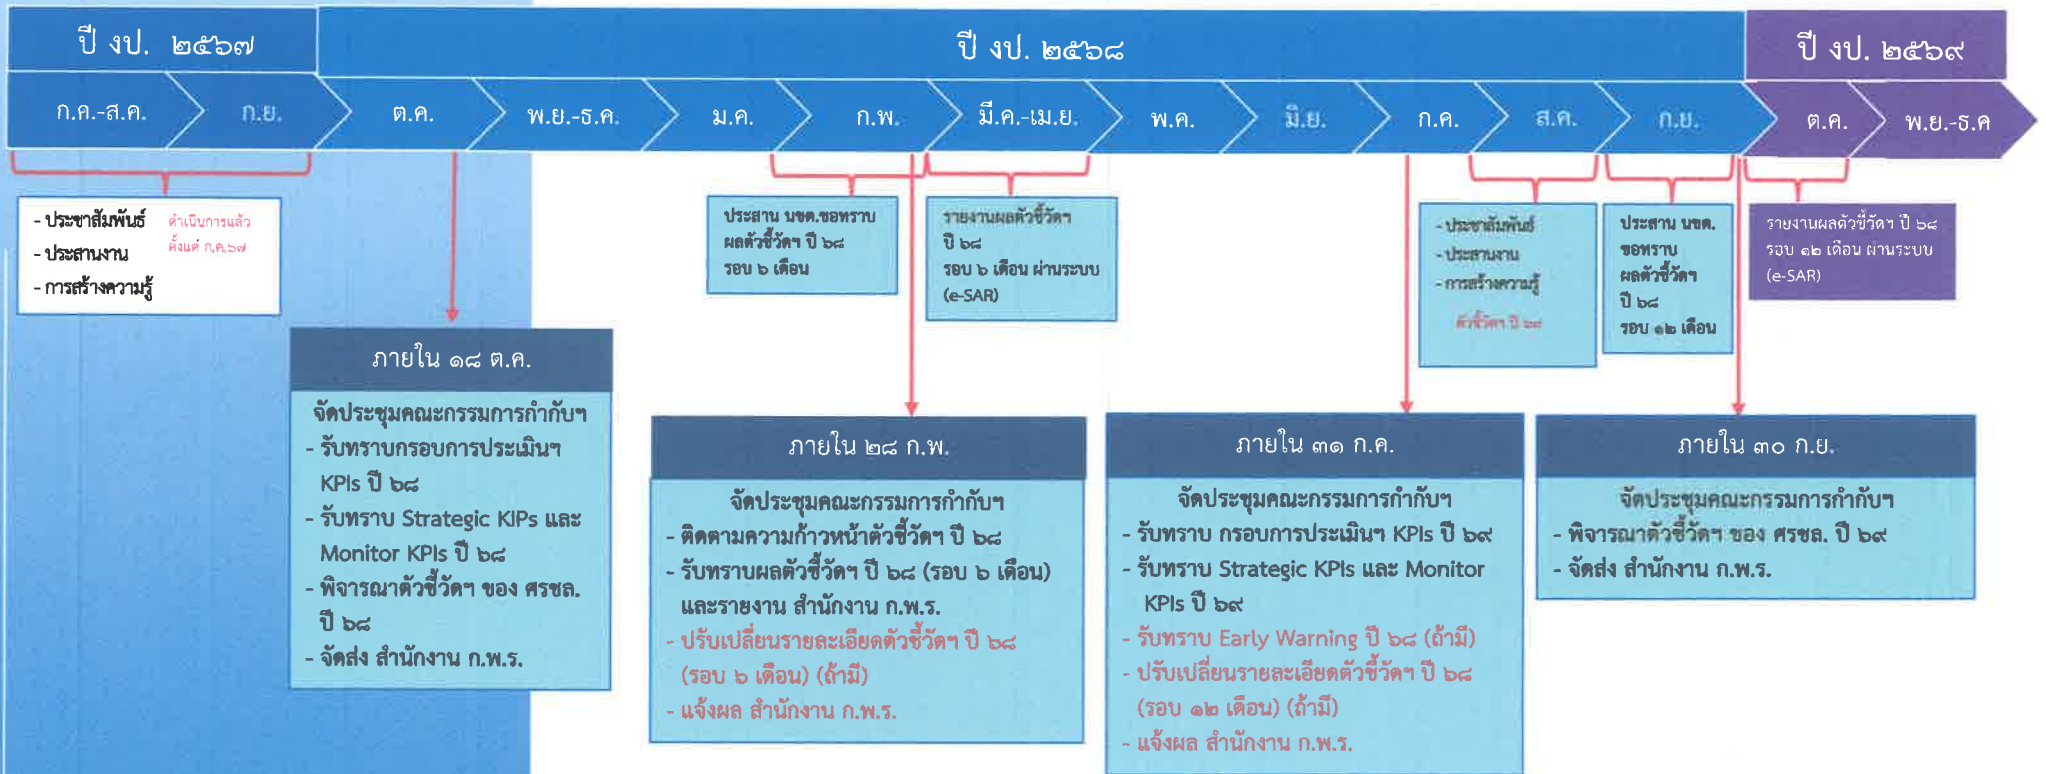 ปี งป. ๒๕๖๗
ปี งป. ๒๕๖๘
ปี งป. ๒๕๖๙
ก.ค.-ส.ค.
ก.ย.
ต.ค.
พ.ย.-ธ.ค.
ม.ค.
ก.พ.
มี.ค.-เม.ย.
พ.ค.
มิ.ย.
ก.ค.
ส.ค.
ก.ย.
ต.ค.
พ.ย.-ธ.ค
- ประชาสัมพันธ์
- ประสานงาน
- การสร้างความรู้
ดำเนินการแล้ว
ตั้งแต่ ก.ค.๖๗
ประสาน นขต.ขอทราบ
ผลตัวชี้วัดฯ ปี ๖๘
รอบ ๖ เดือน
รายงานผลตัวชี้วัดฯ
ปี ๖๘
รอบ ๖ เดือน ผ่านระบบ
(e-SAR)
- ประชาสัมพันธ์
- ประสานงาน
- การสร้างความรู้
ตัวชี้วัดฯ ปี ๖๘
ประสาน นขต.
ขอทราบ
ผลตัวชี้วัดฯ
ปี ๖๘
รอบ ๑๒ เดือน
รายงานผลตัวชี้วัดฯ ปี ๖๘
รอบ ๑๒ เดือน ผ่านระบบ
(e-SAR)
ภายใน ๑๘ ต.ค.
จัดประชุมคณะกรรมการกำกับฯ
- รับทราบกรอบการประเมินฯ
KPIs ปี ๖๘
- รับทราบ Strategic KIPs และ
Monitor KPIs ปี ๖๘
- พิจารณาตัวชี้วัดฯ ของ ศรชล.
ปี ๖๘
- จัดส่ง สำนักงาน ก.พ.ร.
ภายใน ๒๘ ก.พ.
จัดประชุมคณะกรรมการกำกับฯ
- ติดตามความก้าวหน้าตัวชี้วัดฯ ปี ๖๘
- รับทราบผลตัวชี้วัดฯ ปี ๖๘ (รอบ ๖ เดือน)
และรายงาน สำนักงาน ก.พ.ร.
- ปรับเปลี่ยนรายละเอียดตัวชี้วัดฯ ปี ๖๘
(รอบ ๖ เดือน) (ถ้ามี)
- แจ้งผล สำนักงาน ก.พ.ร.
ภายใน ๓๑ ก.ค.
จัดประชุมคณะกรรมการกำกับฯ
- รับทราบ กรอบการประเมินฯ KPIs ปี ๖๙
- รับทราบ Strategic KPIs และ Monitor
KPIs ปี ๖๙
- รับทราบ Early Warning ปี ๖๘ (ถ้ามี)
- ปรับเปลี่ยนรายละเอียดตัวชี้วัดฯ ปี ๖๘
(รอบ ๑๒ เดือน) (ถ้ามี)
- แจ้งผล สำนักงาน ก.พ.ร.
ภายใน ๓๐ ก.ย.
จัดประชุมคณะกรรมการกำกับฯ
- พิจารณาตัวชี้วัดฯ ของ ศรชล. ปี ๖๙
- จัดส่ง สำนักงาน ก.พ.ร.